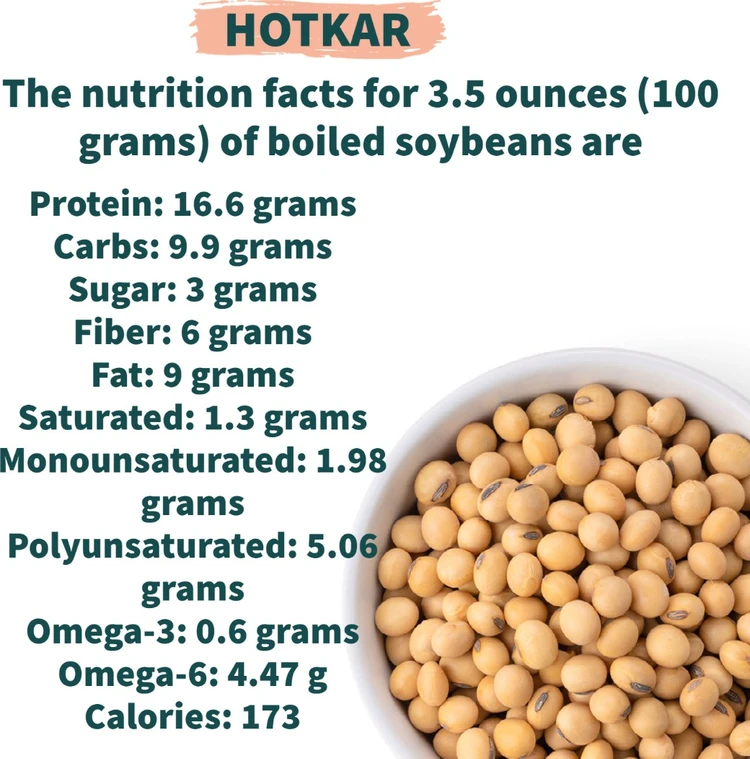 HOTKAR
The nutrition facts for 3.5 ounces (100
grams) of boiled soybeans are
Protein: 16.6 grams
Carbs: 9.9 grams
Sugar: 3 grams
Fiber: 6 grams
Fat: 9 grams
Saturated: 1.3 grams
Monounsaturated: 1.98
grams
Polyunsaturated: 5.06
grams
Omega-3: 0.6 grams
Omega-6: 4.47 g
Calories: 173